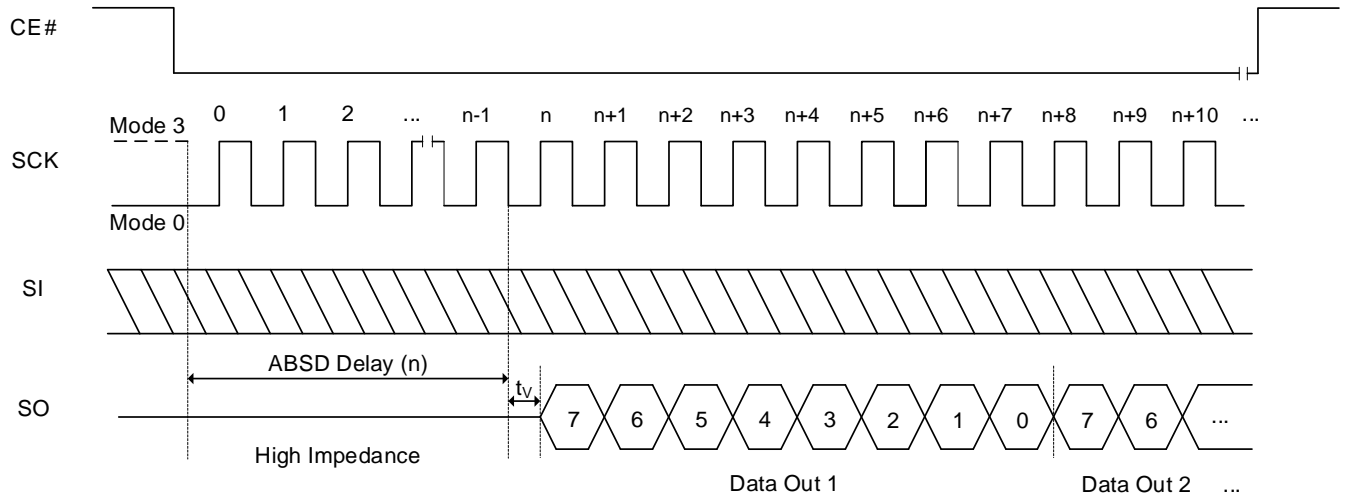 CE#
0 1 2 ... n-1 n n+1 n+2 n+3 n+4 n+5 n+6 n+7 n+8 n+9 n+10 ...
Mode 3
SCK
Mode 0
SI
ABSD Delay (n)
tV
SO
7 6 5 4 3 2 1 0 7 6 ...
High Impedance
Data Out 1 Data Out 2 ...